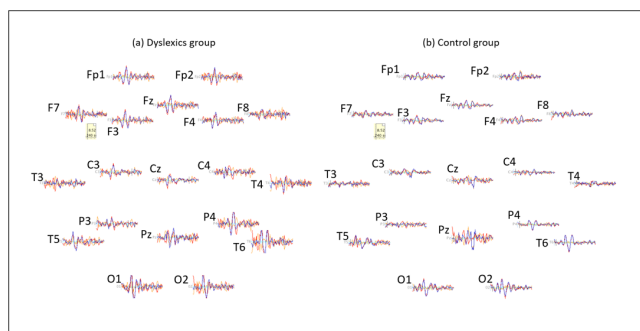 (a) Dyslexics group
(b) Control group
Fp1
Fp2
Fp1
Fp2
F7
F3
Fz
F4
F8
F7
F3
Fz
F4
F8
T3
C3
Cz
C4
T4
T3
C3
Cz
C4
T4
T5
P3
Pz
P4
T6
T5
P3
Pz
P4
T6
O1
O2
O1
O2